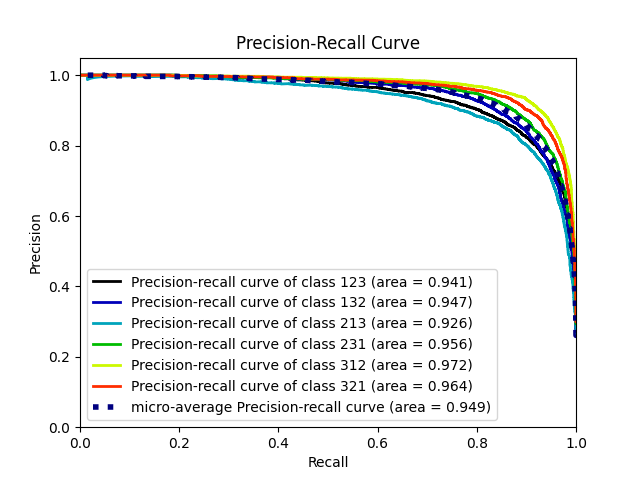 Precision-Recall Curve
1.0
0.8
0.6
0.4
0.2
0.0
Precision
Precision-recall curve of class 123 (area = 0.941)
Precision-recall curve of class 132 (area = 0.947)
Precision-recall curve of class 213 (area = 0.926)
Precision-recall curve of class 231 (area = 0.956)
Precision-recall curve of class 312 (area = 0.972)
Precision-recall curve of class 321 (area = 0.964)
micro-average Precision-recall curve (area = 0.949)
0.0 0.2 0.4 0.6 0.8 1.0
Recall